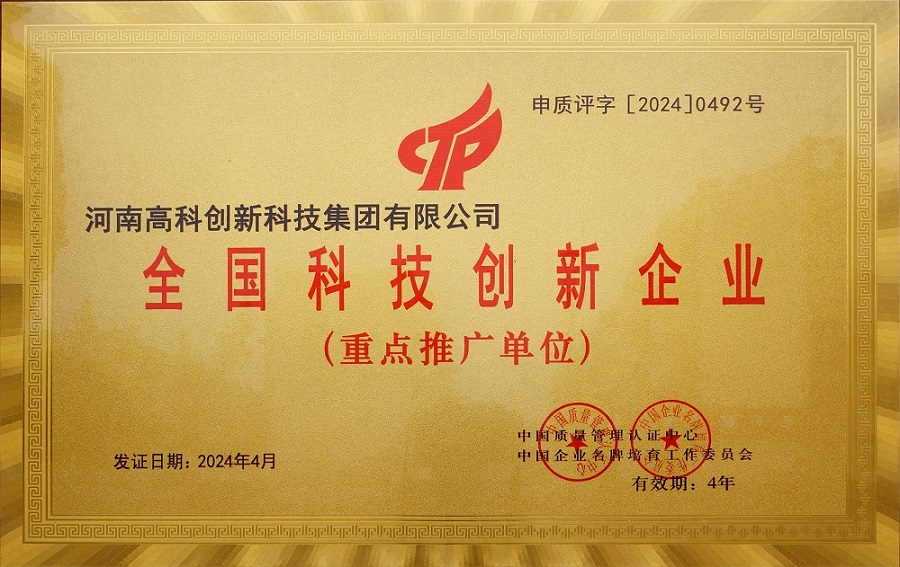 申质评字 [2024]0492号
CTP
河南高科创新科技集团有限公司
全国科技创新企业
(重点推广单位)
中国质量管理认证中心
中国企业名牌培育工作委员会
发证日期: 2024年4月
有效期: 4年